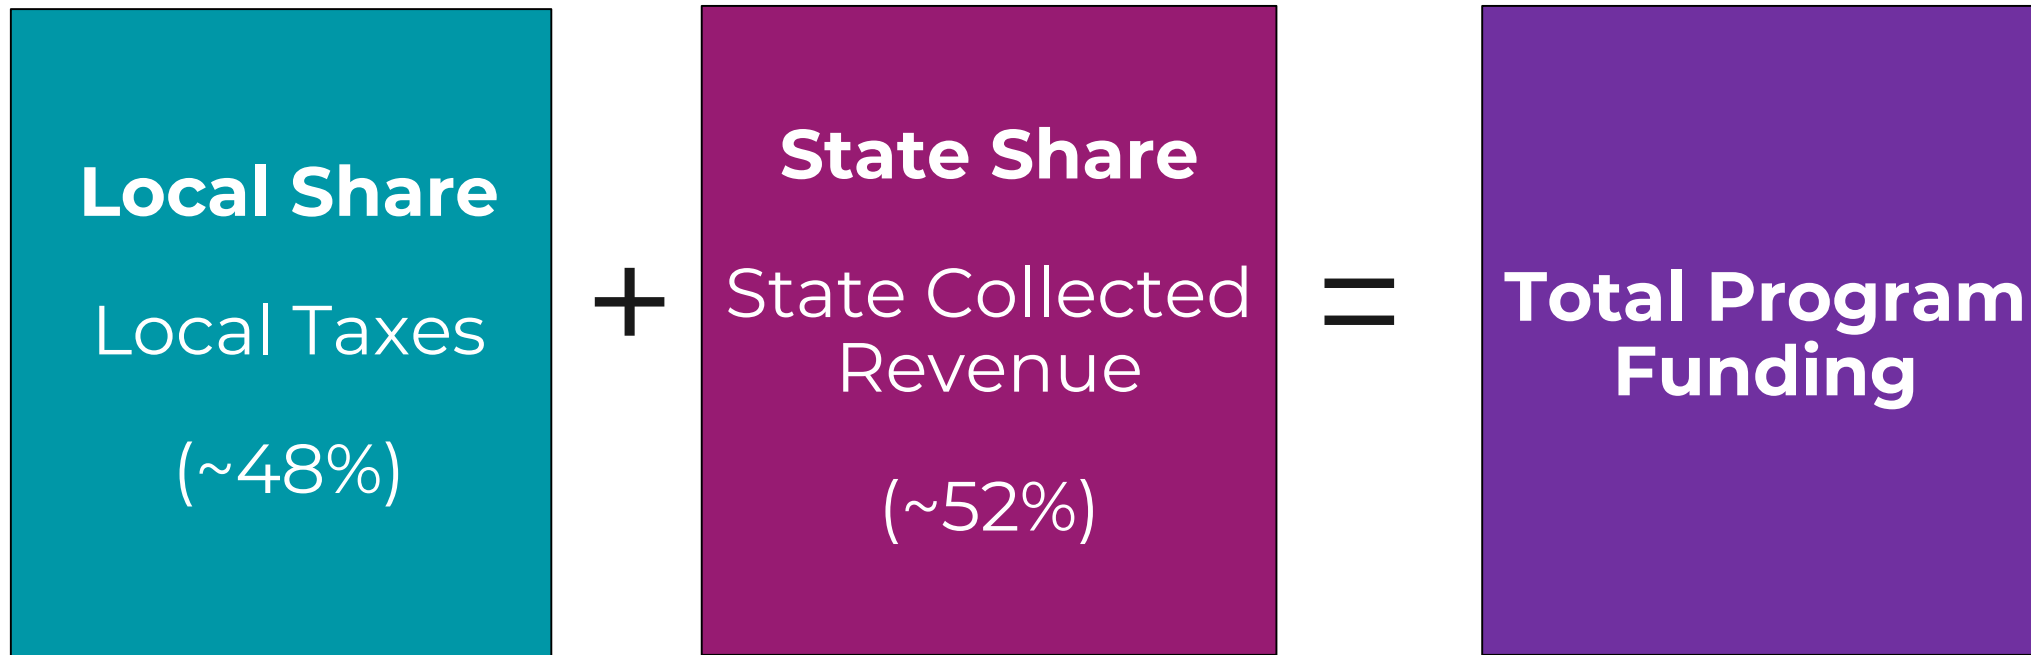 Local Share
Local Taxes
(~48%)
+
State Share
State Collected
Revenue
(~52%)
=
Total Program
Funding